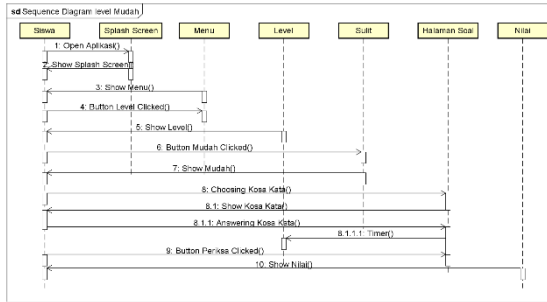 sd Sequence Diagram level Mudah
Siswa
Splash Screen
Menu
Level
Sulit
Halaman Soal
Nilai
1: Open Aplikasi()
2: Show Splash Screen()
3: Show Menu()
4: Button Level Clicked()
5: Show Level()
6: Button Mudah Clicked()
7: Show Mudah()
8: Choosing Kosa Kata()
8.1: Show Kosa Kata()
8.1.1: Answering Kosa Kata()
8.1.1.1: Timer()
9: Button Periksa Clicked()
10: Show Nilai()